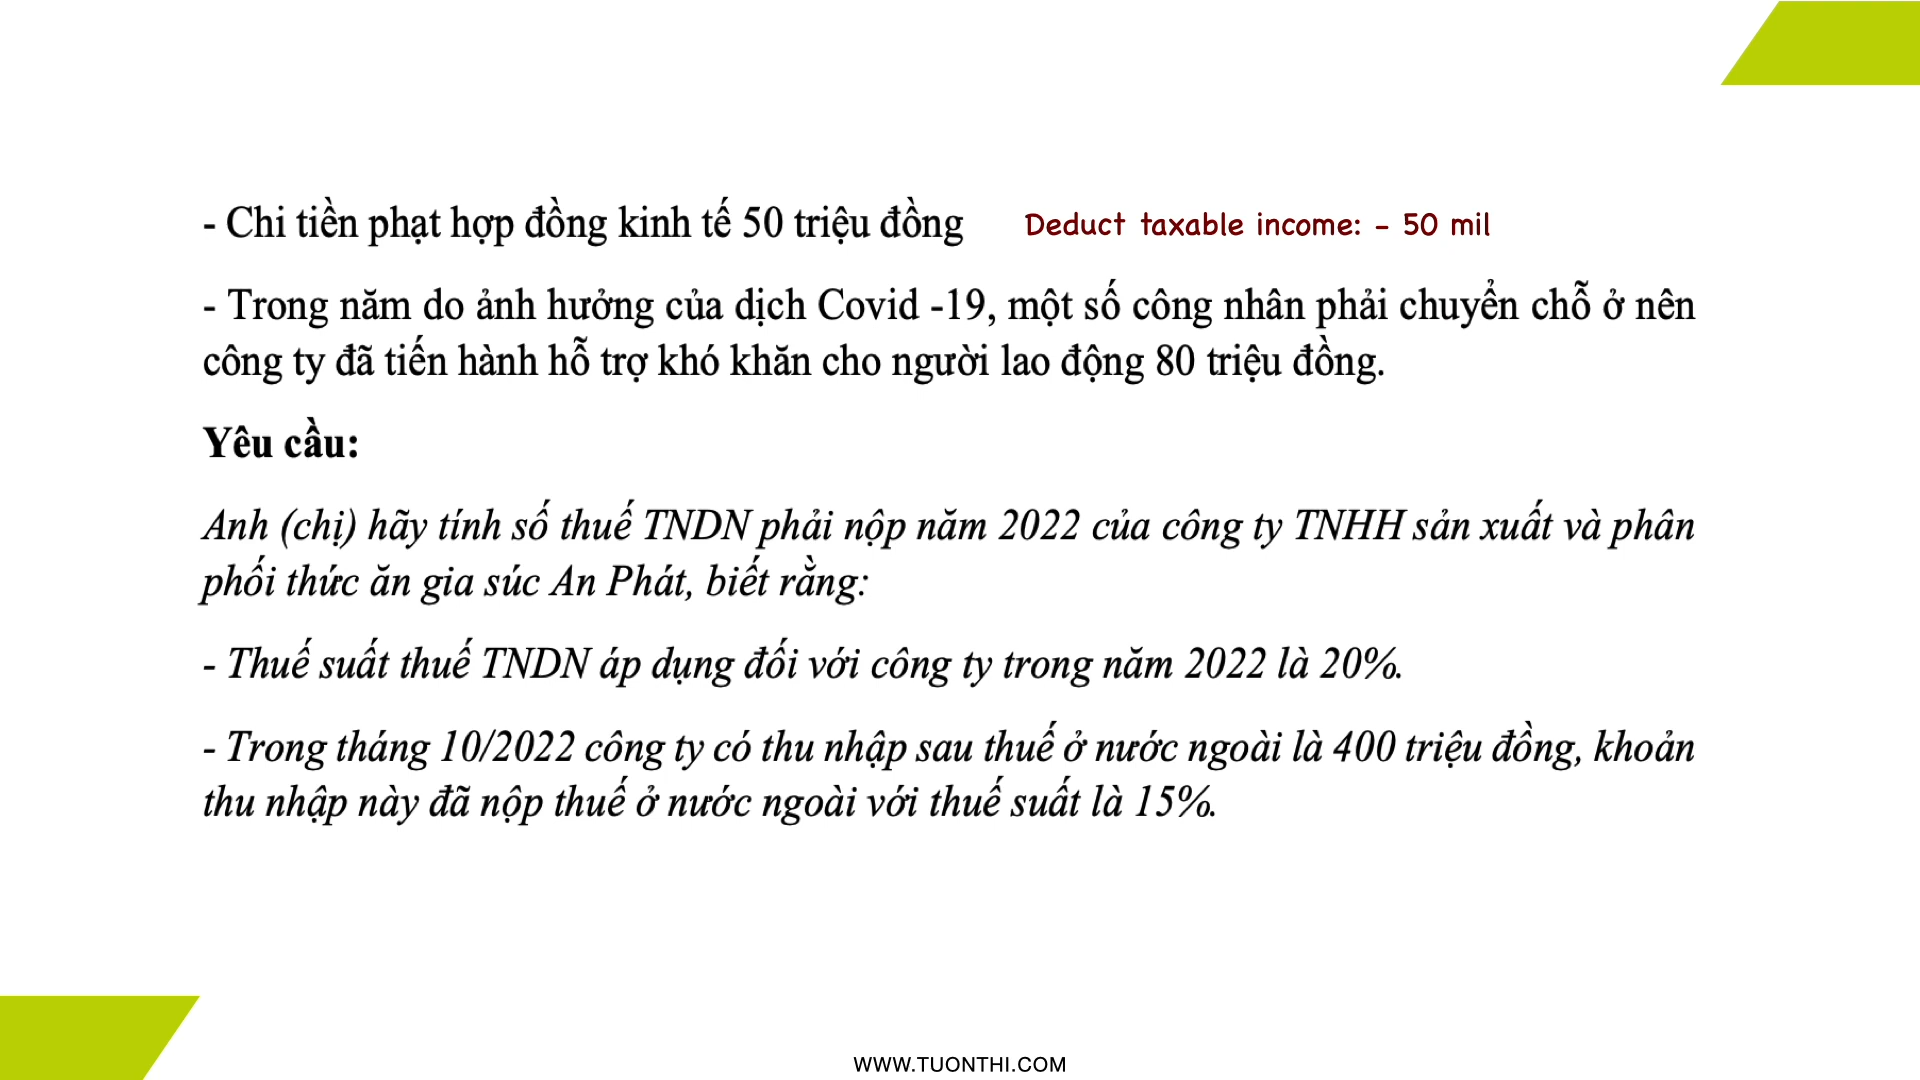 - Chi tiền phạt hợp đồng kinh tế 50 triệu đồng Deduct taxable income: - 50 mil
- Trong năm do ảnh hưởng của dịch Covid -19, một số công nhân phải chuyển chỗ ở nên
công ty đã tiến hành hỗ trợ khó khăn cho người lao động 80 triệu đồng.
Yêu cầu:
Anh (chị) hãy tính số thuế TNDN phải nộp năm 2022 của công ty TNHH sản xuất và phân
phối thức ăn gia súc An Phát, biết rằng:
- Thuế suất thuế TNDN áp dụng đối với công ty trong năm 2022 là 20%.
- Trong tháng 10/2022 công ty có thu nhập sau thuế ở nước ngoài là 400 triệu đồng, khoản
thu nhập này đã nộp thuế ở nước ngoài với thuế suất là 15%.
WWW.TUONTHI.COM